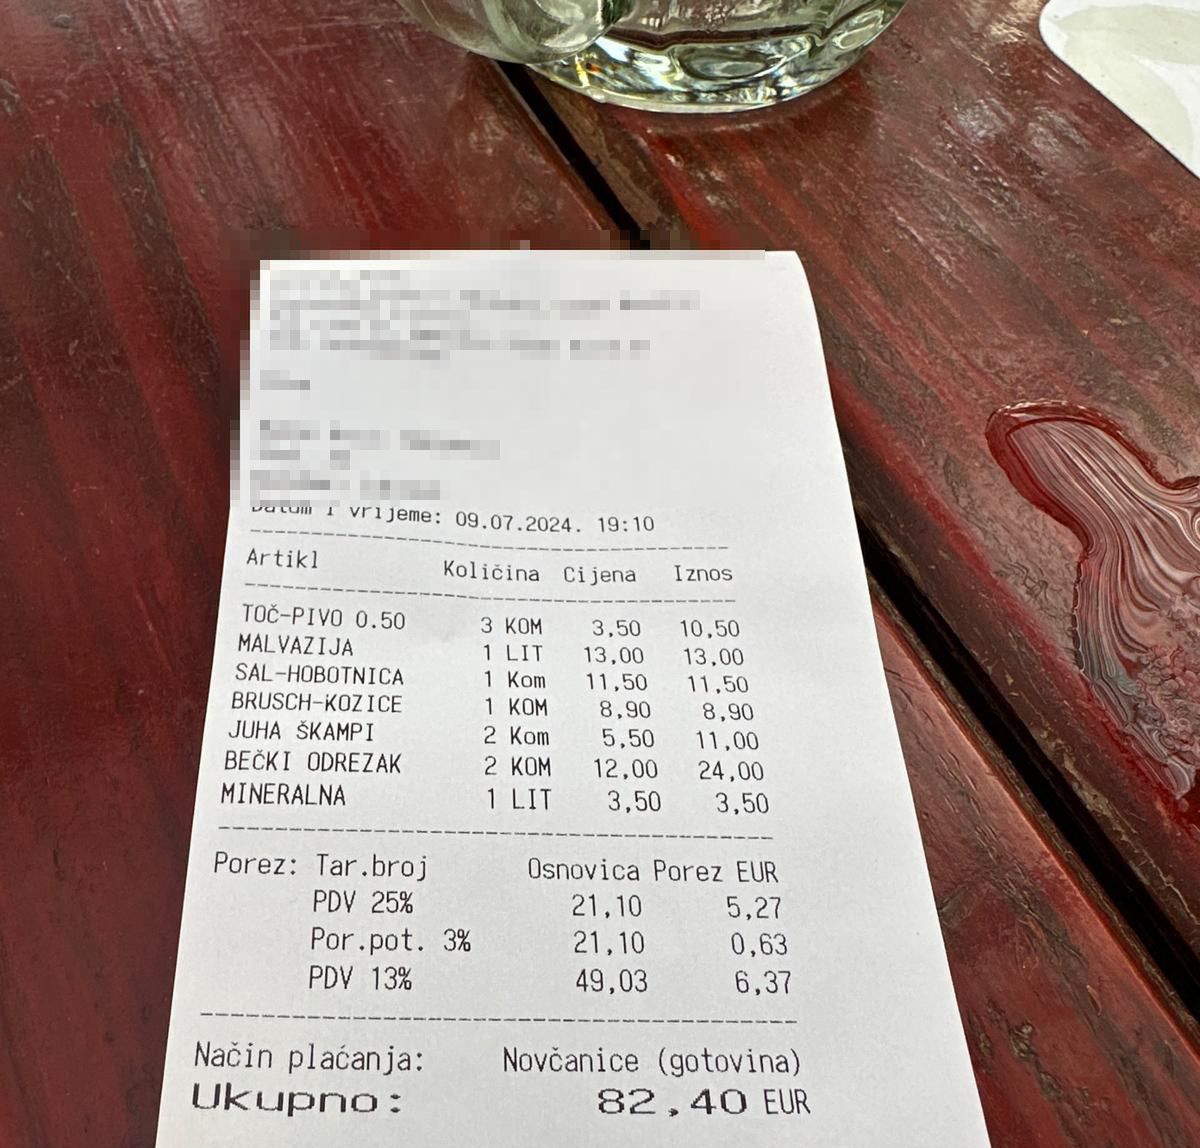 Datum i vrijeme: 09.07.2024. 19:10
Artikl Količina Cijena Iznos
TOČ-PIVO 0.50 3 KOM 3,50 10,50
MALVAZIJA 1 LIT 13,00 13,00
SAL-HOBOTNICA 1 Kom 11,50 11,50
BRUSCH-KOZICE 1 KOM 8,90 8,90
JUHA ŠKAMPI 2 Kom 5,50 11,00
BEČKI ODREZAK 2 KOM 12,00 24,00
MINERALNA 1 LIT 3,50 3,50
Porez: Tar.broj Osnovica Porez EUR
PDV 25% 21,10 5,27
Por.pot. 3% 21,10 0,63
PDV 13% 49,03 6,37
Način plaćanja: Novčanice (gotovina)
Ukupno: 82,40 EUR